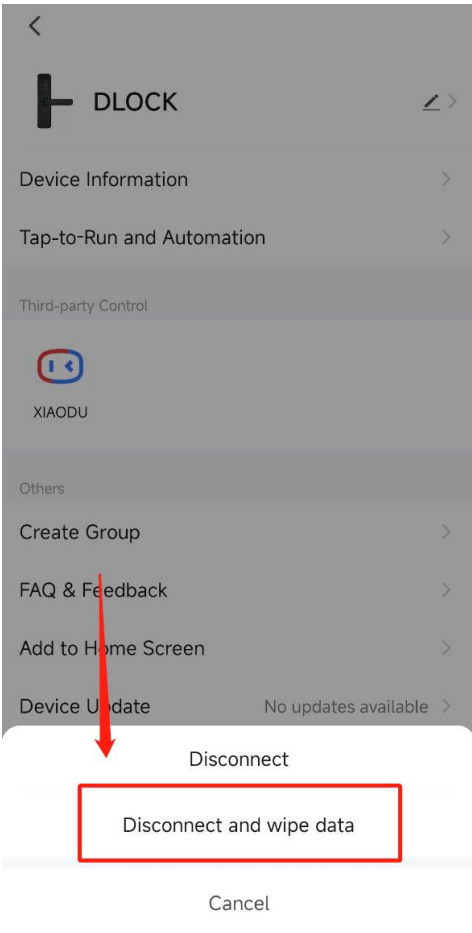 DLOCK
Device Information
Tap-to-Run and Automation
Third-party Control
XIAODU
Others
Create Group
FAQ & Feedback
Add to Home Screen
Device Update No updates available
Disconnect
Disconnect and wipe data
Cancel